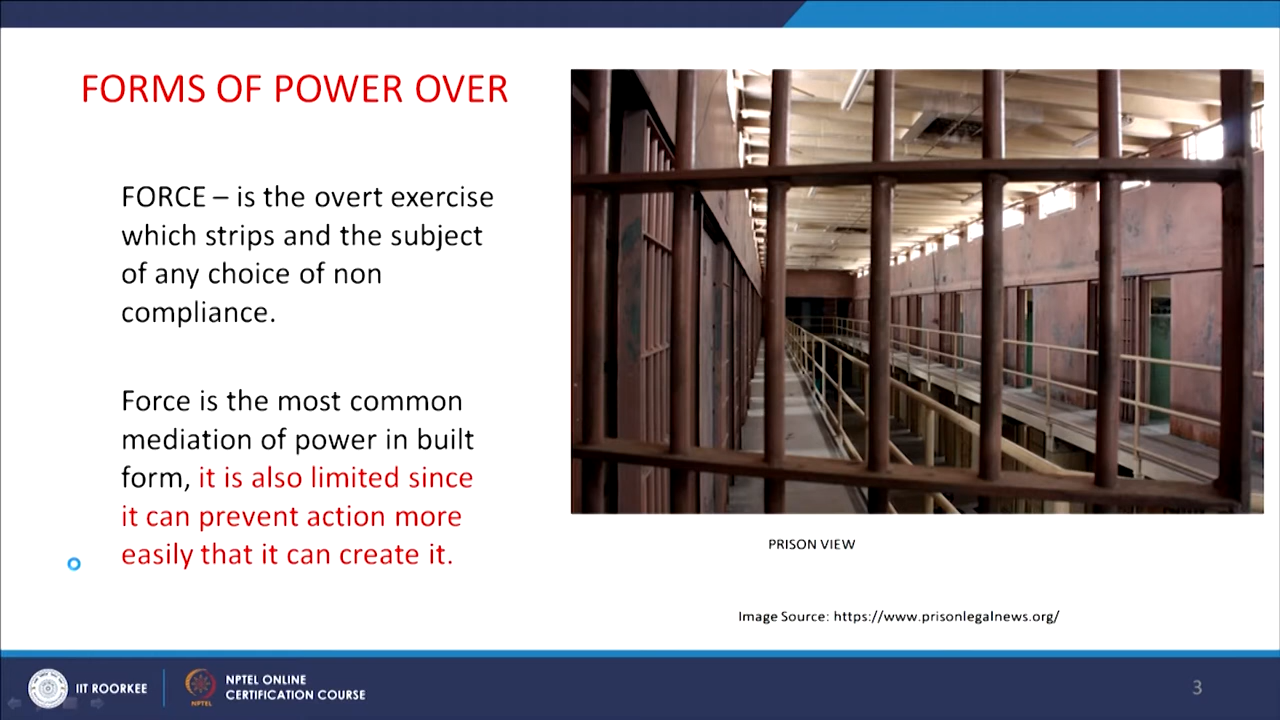 FORMS OF POWER OVER
FORCE – is the overt exercise
which strips and the subject
of any choice of non
compliance.
Force is the most common
mediation of power in built
form, it is also limited since
it can prevent action more
easily that it can create it.
PRISON VIEW
Image Source: https://www.prisonlegalnews.org/
IIT ROORKEE
NPTEL
NPTEL ONLINE
CERTIFICATION COURSE
3